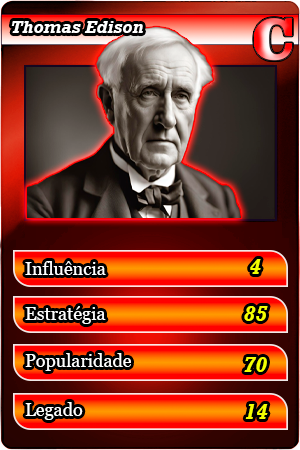 Thomas Edison
C
Influência 4
Estratégia 85
Popularidade 70
Legado 14